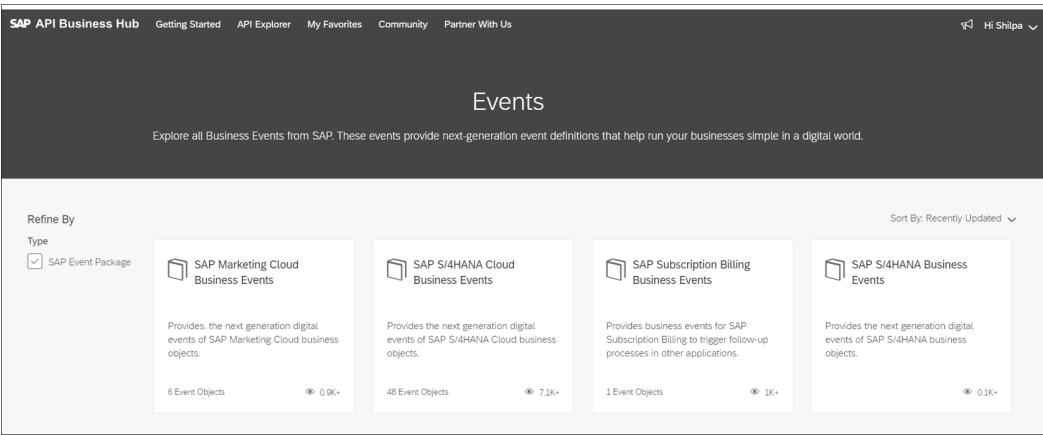 SAP API Business Hub Getting Started API Explorer My Favorites Community Partner With Us Hi Shilpa
Events
Explore all Business Events from SAP. These events provide next-generation event definitions that help run your businesses simple in a digital world.
Refine By
Sort By: Recently Updated
Type
SAP Event Package
SAP Marketing Cloud
Business Events
Provides. the next generation digital
events of SAP Marketing Cloud business
objects.
6 Event Objects 0.9K+
SAP S/4HANA Cloud
Business Events
Provides the next generation digital
events of SAP S/4HANA Cloud business
objects.
48 Event Objects 7.1K+
SAP Subscription Billing
Business Events
Provides business events for SAP
Subscription Billing to trigger follow-up
processes in other applications.
1 Event Objects 1K+
SAP S/4HANA Business
Events
Provides the next generation digital
events of SAP S/4HANA business
objects.
0.1K+